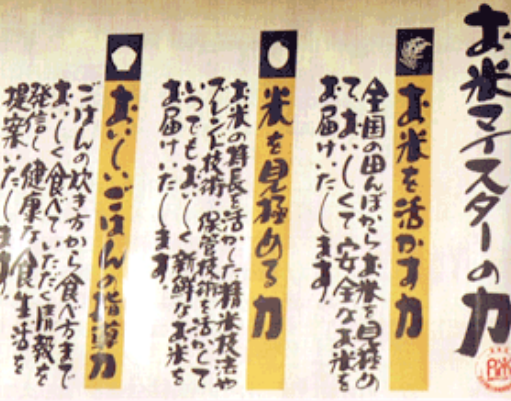 お米マイスターの力
お米を活かす力
全国の田んぼからお米を見極め
て、おいしくて安全なお米を
お届けいたします。
米を見極める力
お米の特長を活かした精米技法や
ブレンド技術・保管技術を活かして
いつでもおいしく新鮮なお米を
お届けいたします。
おいしいごはんの指導力
ごはんの炊き方から食べ方まで
おいしく食べていただく情報を
発信し、健康な食生活を
提案いたします。